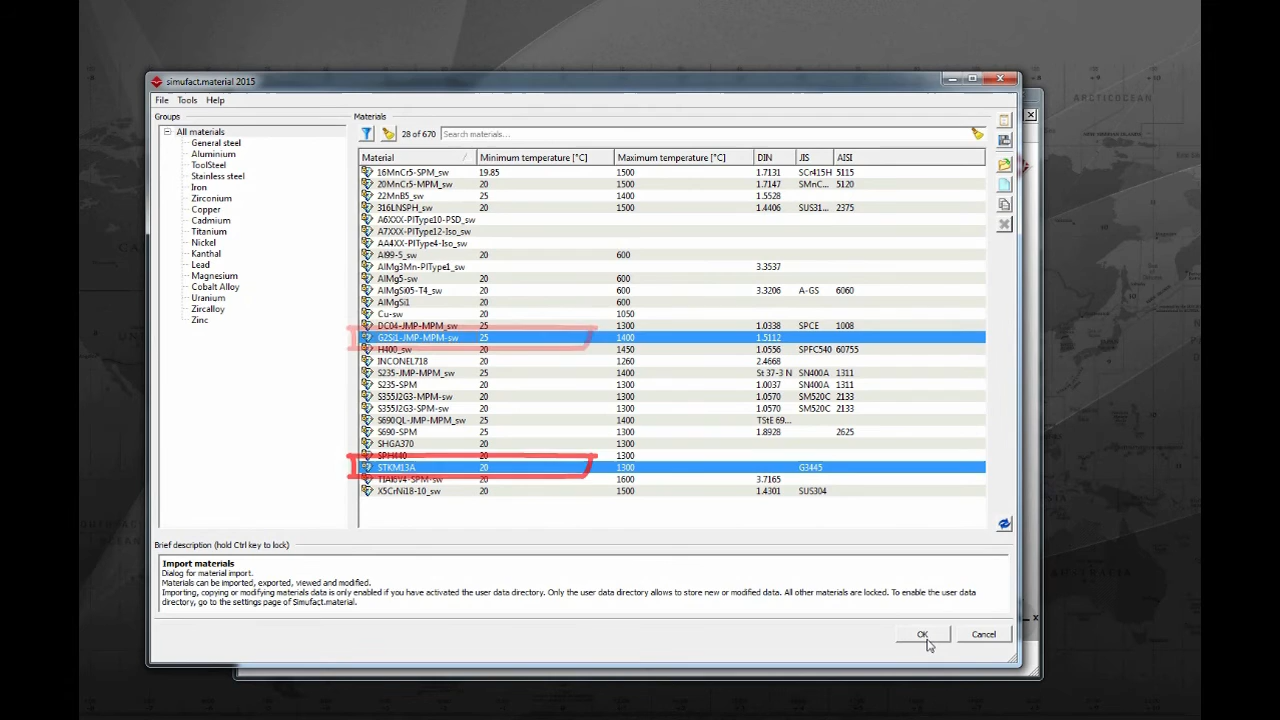 simufact.material 2015
File Tools Help
Groups
Materials
All materials
General steel
Aluminium
ToolSteel
Stainless steel
Iron
Zirconium
Copper
Cadmium
Titanium
Nickel
Kanthal
Lead
Magnesium
Cobalt Alloy
Uranium
Zircalloy
Zinc
28 of 670 Search materials...
Material Minimum temperature [°C] Maximum temperature [°C] DIN JIS AISI
16MnCr5-SPM_sw 19.85 1500 1.7131 SCr415H 5115
20MnCr5-MPM_sw 20 1500 1.7147 SMnC... 5120
22MnB5_sw 25 1400 1.5528
316LNSPH_sw 20 1500 1.4406 SUS31... 2375
A6XXX-PlType10-PSD_sw
A7XXX-PlType12-Iso_sw
AA4XX-PlType4-Iso_sw
Al99-5_sw 20 600
AlMg3Mn-PlType1_sw 3.3537
AlMg5-sw 20 600
AlMgSi05-T4_sw 20 600 3.3206 A-GS 6060
AlMgSi1 20 600
Cu-sw 20 1050
DC04-JMP-MPM_sw 25 1300 1.0338 SPCE 1008
G2Si1-JMP-MPM-sw 25 1400 1.5112
H400_sw 20 1450 1.0556 SPFC540 60755
INCONEL718 20 1260 2.4668
S235-JMP-MPM_sw 25 1400 St 37-3 N SN400A 1311
S235-SPM 20 1300 1.0037 SN400A 1311
S355J2G3-MPM-sw 20 1300 1.0570 SM520C 2133
S355J2G3-SPM-sw 20 1300 1.0570 SM520C 2133
S690QL-JMP-MPM_sw 25 1400 TStE 69...
S690-SPM 25 1300 1.8928 2625
SHGA370 20 1300
SPH440 20 1300
STKM13A 20 1300 G3445
TiAl6V4-SPM-sw 20 1600 3.7165
X5CrNi18-10_sw 20 1500 1.4301 SUS304
Brief description (hold Ctrl key to lock)
Import materials
Dialog for material import.
Materials can be imported, exported, viewed and modified.
Importing, copying or modifying materials data is only enabled if you have activated the user data directory. Only the user data directory allows to store new or modified data. All other materials are locked. To enable the user data
directory, go to the settings page of Simufact.material.
OK Cancel
ARCTIC OCEAN